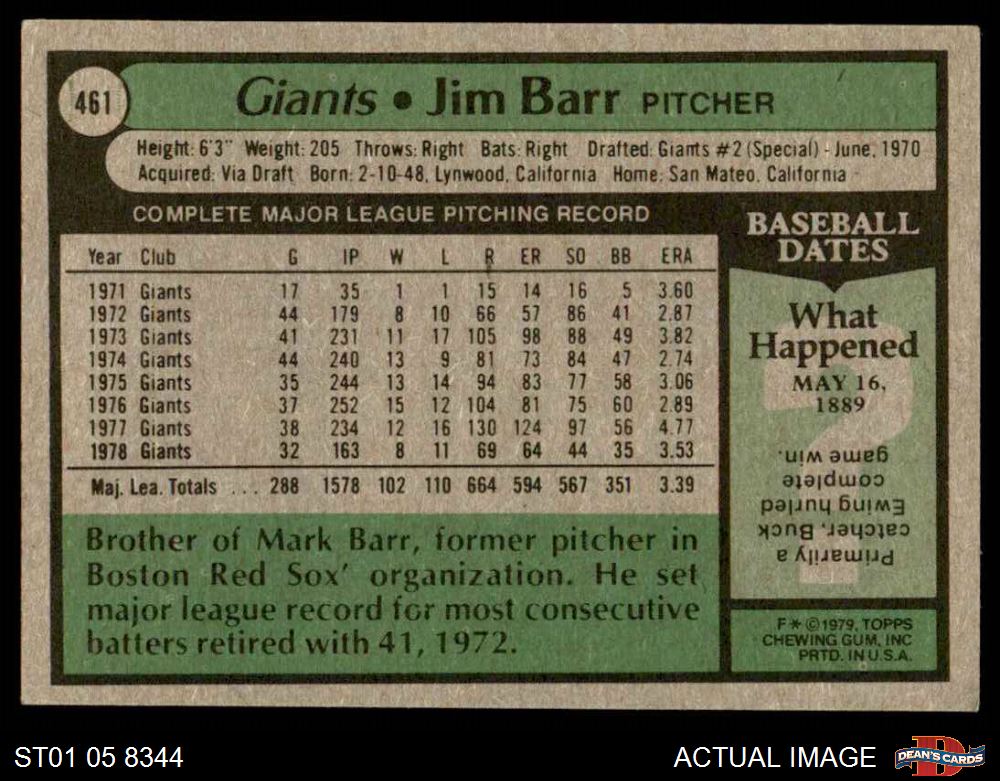 461
Giants • Jim Barr PITCHER
Height: 6'3" Weight: 205 Throws: Right Bats: Right Drafted: Giants #2 (Special) - June, 1970
Acquired: Via Draft Born: 2-10-48, Lynwood, California Home: San Mateo, California
COMPLETE MAJOR LEAGUE PITCHING RECORD
Year Club G IP W L R ER SO BB ERA
1971 Giants 17 35 1 1 15 14 16 5 3.60
1972 Giants 44 179 8 10 66 57 86 41 2.87
1973 Giants 41 231 11 17 105 98 88 49 3.82
1974 Giants 44 240 13 9 81 73 84 47 2.74
1975 Giants 35 244 13 14 94 83 77 58 3.06
1976 Giants 37 252 15 12 104 81 75 60 2.89
1977 Giants 38 234 12 16 130 124 97 56 4.77
1978 Giants 32 163 8 11 69 64 44 35 3.53
Maj. Lea. Totals ... 288 1578 102 110 664 594 567 351 3.39
Brother of Mark Barr, former pitcher in
Boston Red Sox' organization. He set
major league record for most consecutive
batters retired with 41, 1972.
BASEBALL
DATES
What
Happened
MAY 16,
1889
Primarily a
catcher, Buck
Ewing hurled
complete
game win.
F * © 1979, TOPPS
CHEWING GUM, INC
PRTD. IN U.S.A.
ST01 05 8344
ACTUAL IMAGE
D
DEAN'S CARDS